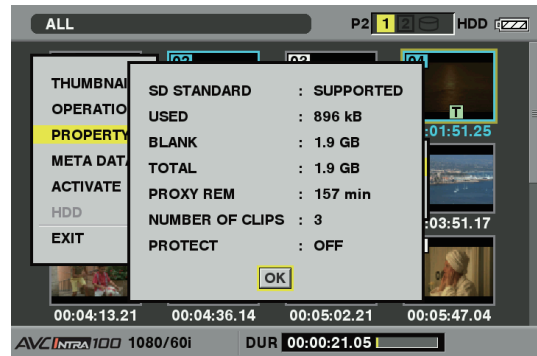 ALL P2 1 2 HDD
THUMBNAI
OPERATIO
PROPERTY
META DATA
ACTIVATE
HDD
EXIT
02 03 04
SD STANDARD : SUPPORTED
USED : 896 kB
BLANK : 1.9 GB
TOTAL : 1.9 GB
PROXY REM : 157 min
NUMBER OF CLIPS : 3
PROTECT : OFF
OK
T
:01:51.25
:03:51.17
00:04:13.21 00:04:36.14 00:05:02.21 00:05:47.04
AVC INTRA 100 1080/60i DUR 00:00:21.05